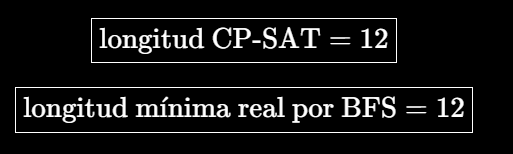 longitud CP-SAT = 12
longitud mínima real por BFS = 12